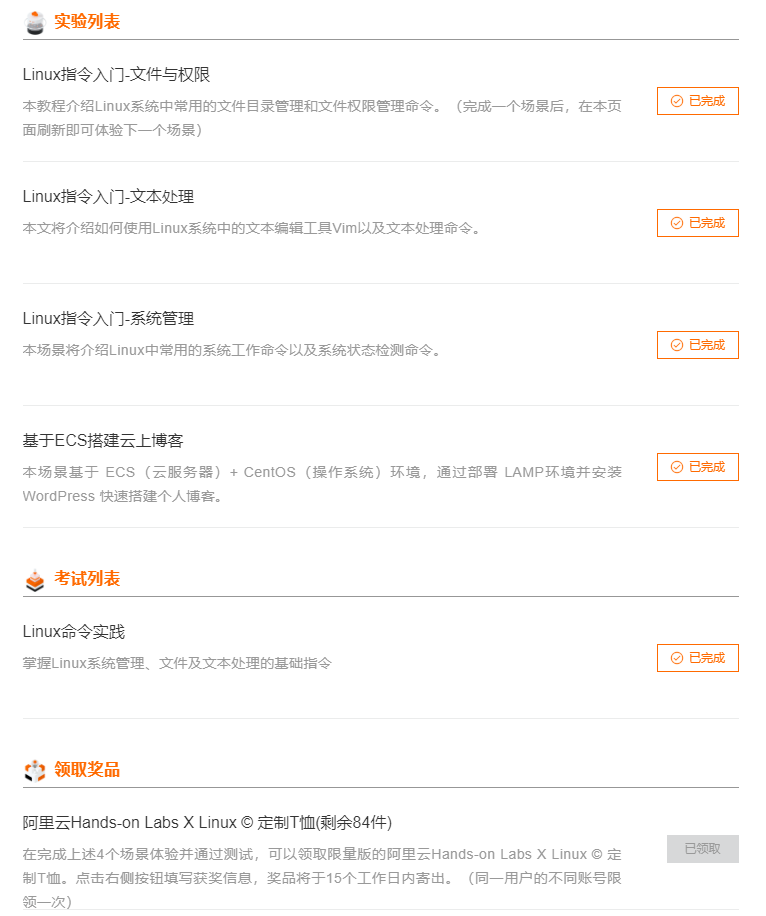 实验列表
Linux指令入门-文件与权限
本教程介绍Linux系统中常用的文件目录管理和文件权限管理命令。（完成一个场景后，在本页
面刷新即可体验下一个场景）
已完成
Linux指令入门-文本处理
本文将介绍如何使用Linux系统中的文本编辑工具Vim以及文本处理命令。
已完成
Linux指令入门-系统管理
本场景将介绍Linux中常用的系统工作命令以及系统状态检测命令。
已完成
基于ECS搭建云上博客
本场景基于 ECS（云服务器）+ CentOS（操作系统）环境，通过部署 LAMP环境并安装
WordPress 快速搭建个人博客。
已完成
考试列表
Linux命令实践
掌握Linux系统管理、文件及文本处理的基础指令
已完成
领取奖品
阿里云Hands-on Labs X Linux © 定制T恤(剩余84件)
在完成上述4个场景体验并通过测试，可以领取限量版的阿里云Hands-on Labs X Linux © 定
制T恤。点击右侧按钮填写获奖信息，奖品将于15个工作日内寄出。（同一用户的不同账号限
领一次）
已领取